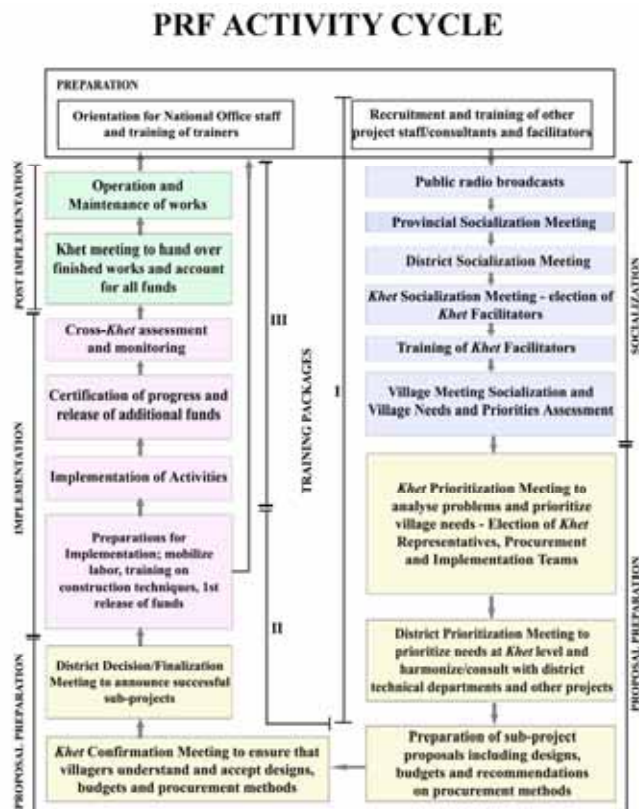 PRF ACTIVITY CYCLE
PREPARATION
Orientation for National Office staff
and training of trainers
Recruitment and training of other
project staff/consultants and facilitators
POST IMPLEMENTATION
Operation and
Maintenance of works
Khet meeting to hand over
finished works and account
for all funds
IMPLEMENTATION
Cross-Khet assessment
and monitoring
Certification of progress and
release of additional funds
Implementation of Activities
Preparations for
Implementation; mobilize
labor, training on
construction techniques, 1st
release of funds
PROPOSAL PREPARATION
District Decision/Finalization
Meeting to announce successful
sub-projects
Khet Confirmation Meeting to ensure that
villagers understand and accept designs,
budgets and procurement methods
III
II
TRAINING PACKAGES
I
Public radio broadcasts
Provincial Socialization Meeting
District Socialization Meeting
Khet Socialization Meeting - election of
Khet Facilitators
Training of Khet Facilitators
Village Meeting Socialization and
Village Needs and Priorities Assessment
SOCIALIZATION
Khet Prioritization Meeting to
analyse problems and prioritize
village needs - Election of Khet
Representatives, Procurement
and Implementation Teams
District Prioritization Meeting to
prioritize needs at Khet level and
harmonize/consult with district
technical departments and other projects
Preparation of sub-project
proposals including designs,
budgets and recommendations
on procurement methods
PROPOSAL PREPARATION